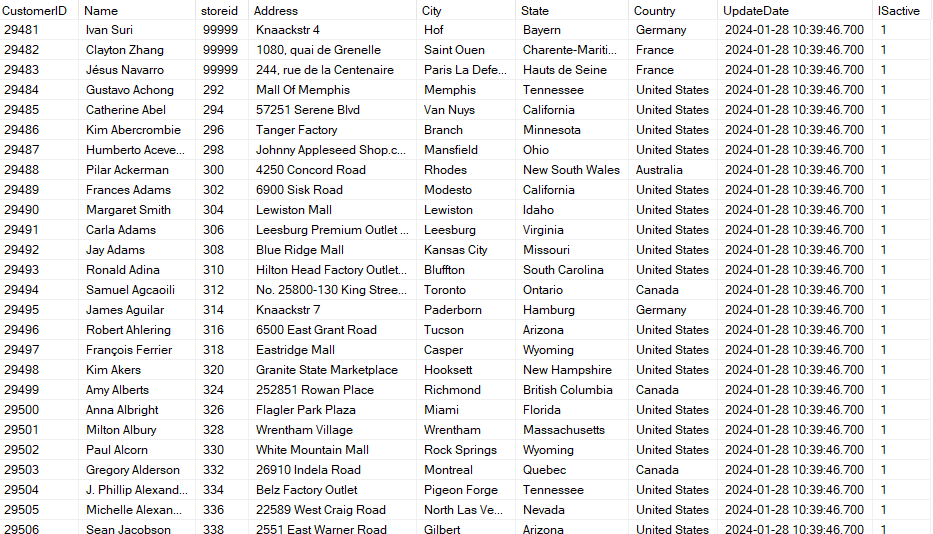 CustomerID Name storeid Address City State Country UpdateDate ISactive
29481 Ivan Suri 99999 Knaackstr 4 Hof Bayern Germany 2024-01-28 10:39:46.700 1
29482 Clayton Zhang 99999 1080, quai de Grenelle Saint Ouen Charente-Mariti... France 2024-01-28 10:39:46.700 1
29483 Jésus Navarro 99999 244, rue de la Centenaire Paris La Defe... Hauts de Seine France 2024-01-28 10:39:46.700 1
29484 Gustavo Achong 292 Mall Of Memphis Memphis Tennessee United States 2024-01-28 10:39:46.700 1
29485 Catherine Abel 294 57251 Serene Blvd Van Nuys California United States 2024-01-28 10:39:46.700 1
29486 Kim Abercrombie 296 Tanger Factory Branch Minnesota United States 2024-01-28 10:39:46.700 1
29487 Humberto Aceve... 298 Johnny Appleseed Shop.c... Mansfield Ohio United States 2024-01-28 10:39:46.700 1
29488 Pilar Ackerman 300 4250 Concord Road Rhodes New South Wales Australia 2024-01-28 10:39:46.700 1
29489 Frances Adams 302 6900 Sisk Road Modesto California United States 2024-01-28 10:39:46.700 1
29490 Margaret Smith 304 Lewiston Mall Lewiston Idaho United States 2024-01-28 10:39:46.700 1
29491 Carla Adams 306 Leesburg Premium Outlet ... Leesburg Virginia United States 2024-01-28 10:39:46.700 1
29492 Jay Adams 308 Blue Ridge Mall Kansas City Missouri United States 2024-01-28 10:39:46.700 1
29493 Ronald Adina 310 Hilton Head Factory Outlet... Bluffton South Carolina United States 2024-01-28 10:39:46.700 1
29494 Samuel Agcaoili 312 No. 25800-130 King Stree... Toronto Ontario Canada 2024-01-28 10:39:46.700 1
29495 James Aguilar 314 Knaackstr 7 Paderborn Hamburg Germany 2024-01-28 10:39:46.700 1
29496 Robert Ahlering 316 6500 East Grant Road Tucson Arizona United States 2024-01-28 10:39:46.700 1
29497 François Ferrier 318 Eastridge Mall Casper Wyoming United States 2024-01-28 10:39:46.700 1
29498 Kim Akers 320 Granite State Marketplace Hooksett New Hampshire United States 2024-01-28 10:39:46.700 1
29499 Amy Alberts 324 252851 Rowan Place Richmond British Columbia Canada 2024-01-28 10:39:46.700 1
29500 Anna Albright 326 Flagler Park Plaza Miami Florida United States 2024-01-28 10:39:46.700 1
29501 Milton Albury 328 Wrentham Village Wrentham Massachusetts United States 2024-01-28 10:39:46.700 1
29502 Paul Alcorn 330 White Mountain Mall Rock Springs Wyoming United States 2024-01-28 10:39:46.700 1
29503 Gregory Alderson 332 26910 Indela Road Montreal Quebec Canada 2024-01-28 10:39:46.700 1
29504 J. Phillip Alexand... 334 Belz Factory Outlet Pigeon Forge Tennessee United States 2024-01-28 10:39:46.700 1
29505 Michelle Alexan... 336 22589 West Craig Road North Las Ve... Nevada United States 2024-01-28 10:39:46.700 1
29506 Sean Jacobson 338 2551 East Warner Road Gilbert Arizona United States 2024-01-28 10:39:46.700 1